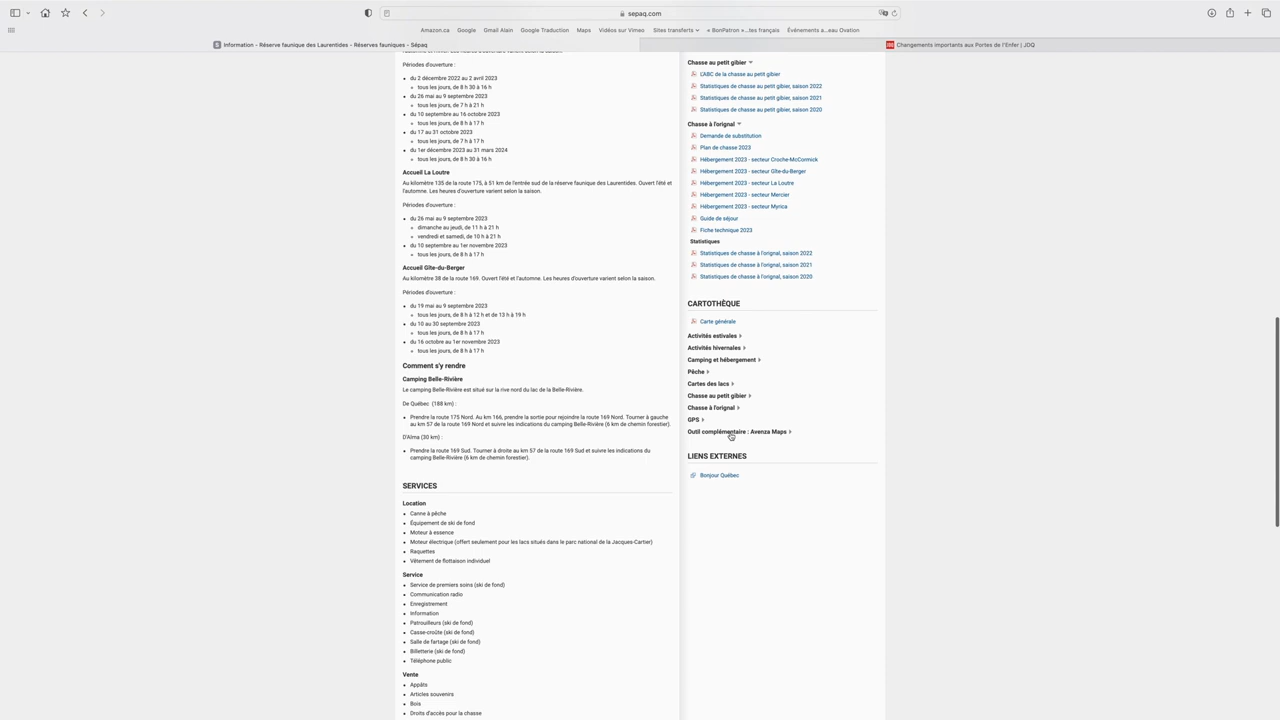 sepaq.com
Amazon.ca Google Gmail Alain Google Traduction Maps Vidéos sur Vimeo Sites transferts « BonPatron »...tes français Événements a...eau Ovation
Information - Réserve faunique des Laurentides - Réserves fauniques - Sépaq
Changements importants aux Portes de l'Enfer | JDQ
Périodes d'ouverture :
du 2 décembre 2022 au 2 avril 2023
tous les jours, de 8 h 30 à 16 h
du 26 mai au 9 septembre 2023
tous les jours, de 7 h à 21 h
du 10 septembre au 16 octobre 2023
tous les jours, de 8 h à 17 h
du 17 au 31 octobre 2023
tous les jours, de 7 h à 17 h
du 1er décembre 2023 au 31 mars 2024
tous les jours, de 8 h 30 à 16 h
Accueil La Loutre
Au kilomètre 135 de la route 175, à 51 km de l'entrée sud de la réserve faunique des Laurentides. Ouvert l'été et
l'automne. Les heures d'ouverture varient selon la saison.
Périodes d'ouverture :
du 26 mai au 9 septembre 2023
dimanche au jeudi, de 11 h à 21 h
vendredi et samedi, de 10 h à 21 h
du 10 septembre au 1er novembre 2023
tous les jours, de 8 h à 17 h
Accueil Gîte-du-Berger
Au kilomètre 38 de la route 169. Ouvert l'été et l'automne. Les heures d'ouverture varient selon la saison.
Périodes d'ouverture :
du 19 mai au 9 septembre 2023
tous les jours, de 8 h à 12 h et de 13 h à 19 h
du 10 au 30 septembre 2023
tous les jours, de 8 h à 17 h
du 16 octobre au 1er novembre 2023
tous les jours, de 8 h à 17 h
Comment s'y rendre
Camping Belle-Rivière
Le camping Belle-Rivière est situé sur la rive nord du lac de la Belle-Rivière.
De Québec (188 km) :
Prendre la route 175 Nord. Au km 166, prendre la sortie pour rejoindre la route 169 Nord. Tourner à gauche
au km 57 de la route 169 Nord et suivre les indications du camping Belle-Rivière (6 km de chemin forestier).
D'Alma (30 km) :
Prendre la route 169 Sud. Tourner à droite au km 57 de la route 169 Sud et suivre les indications du
camping Belle-Rivière (6 km de chemin forestier).
SERVICES
Location
Canne à pêche
Équipement de ski de fond
Moteur à essence
Moteur électrique (offert seulement pour les lacs situés dans le parc national de la Jacques-Cartier)
Raquettes
Vêtement de flottaison individuel
Service
Service de premiers soins (ski de fond)
Communication radio
Enregistrement
Information
Patrouilleurs (ski de fond)
Casse-croûte (ski de fond)
Salle de fartage (ski de fond)
Billetterie (ski de fond)
Téléphone public
Vente
Appâts
Articles souvenirs
Bois
Droits d'accès pour la chasse
Chasse au petit gibier
L'ABC de la chasse au petit gibier
Statistiques de chasse au petit gibier, saison 2022
Statistiques de chasse au petit gibier, saison 2021
Statistiques de chasse au petit gibier, saison 2020
Chasse à l'orignal
Demande de substitution
Plan de chasse 2023
Hébergement 2023 - secteur Croche-McCormick
Hébergement 2023 - secteur Gîte-du-Berger
Hébergement 2023 - secteur La Loutre
Hébergement 2023 - secteur Mercier
Hébergement 2023 - secteur Myrica
Guide de séjour
Fiche technique 2023
Statistiques
Statistiques de chasse à l'orignal, saison 2022
Statistiques de chasse à l'orignal, saison 2021
Statistiques de chasse à l'orignal, saison 2020
CARTOTHÈQUE
Carte générale
Activités estivales
Activités hivernales
Camping et hébergement
Pêche
Cartes des lacs
Chasse au petit gibier
Chasse à l'orignal
GPS
Outil complémentaire : Avenza Maps
LIENS EXTERNES
Bonjour Québec